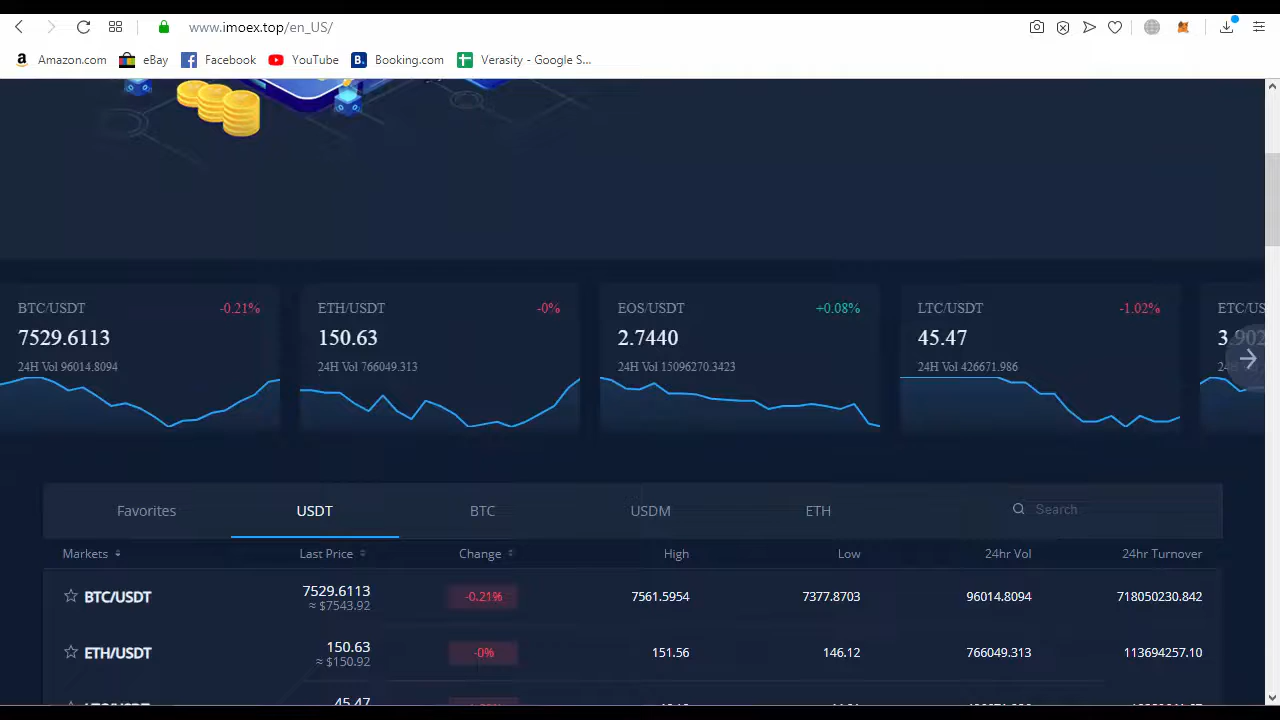 www.imoex.top/en_US/
Amazon.com eBay Facebook YouTube B. Booking.com Verasity - Google S...
BTC/USDT -0.21% ETH/USDT -0% EOS/USDT +0.08% LTC/USDT -1.02% ETC/US
7529.6113 150.63 2.7440 45.47 3.902
24H Vol 96014.8094 24H Vol 766049.313 24H Vol 15096270.3423 24H Vol 426671.986
Favorites USDT BTC USDM ETH Search
Markets Last Price Change High Low 24hr Vol 24hr Turnover
BTC/USDT 7529.6113 -0.21% 7561.5954 7377.8703 96014.8094 718050230.842
≈ $7543.92
ETH/USDT 150.63 -0% 151.56 146.12 766049.313 113694257.10
≈ $150.92
45.47